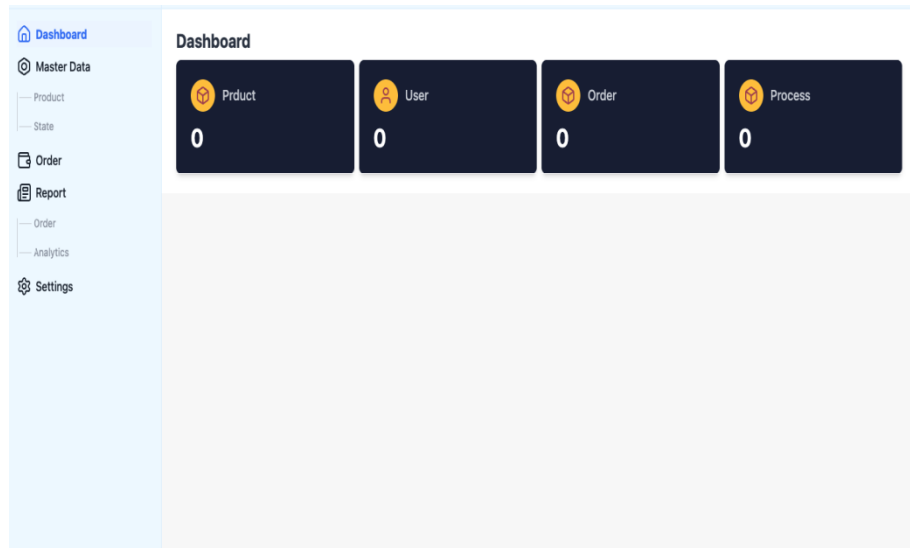 Dashboard
Master Data
Product
State
Order
Report
Order
Analytics
Settings
Dashboard
Prduct
0
User
0
Order
0
Process
0